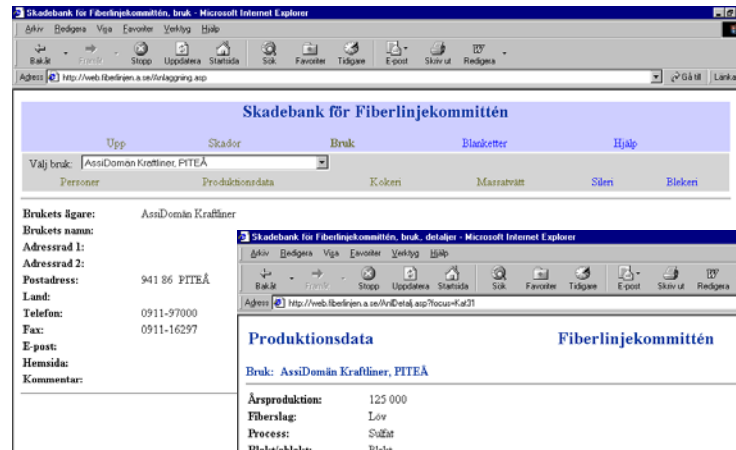 Skadebank för Fiberlinjekommittén, bruk - Microsoft Internet Explorer
Arkiv Redigera Visa Favoriter Verktyg Hjälp
Bakåt Framåt Stopp Uppdatera Startsida Sök Favoriter Tidigare E-post Skriv ut Redigera
Adress http://web.fiberlinjen.a.se/Anlaggning.asp Gå till Länkar
Skadebank för Fiberlinjekommittén
Upp Skador Bruk Blanketter Hjälp
Välj bruk: AssiDomän Kraftliner, PITEÅ
Personer Produktionsdata Kokeri Massatvätt Sileri Blekeri
Brukets ägare: AssiDomän Kraftliner
Brukets namn:
Adressrad 1:
Adressrad 2:
Postadress: 941 86 PITEÅ
Land:
Telefon: 0911-97000
Fax: 0911-16297
E-post:
Hemsida:
Kommentar:
Skadebank för Fiberlinjekommittén, bruk, detaljer - Microsoft Internet Explorer
Arkiv Redigera Visa Favoriter Verktyg Hjälp
Bakåt Framåt Stopp Uppdatera Startsida Sök Favoriter Tidigare E-post Skriv ut Redigera
Adress http://web.fiberlinjen.a.se/AnlDetalj.asp?focus=Kat31
Produktionsdata Fiberlinjekommittén
Bruk: AssiDomän Kraftliner, PITEÅ
Årsproduktion: 125 000
Fiberslag: Löv
Process: Sulfat
Blekt/oblekt: Blekt